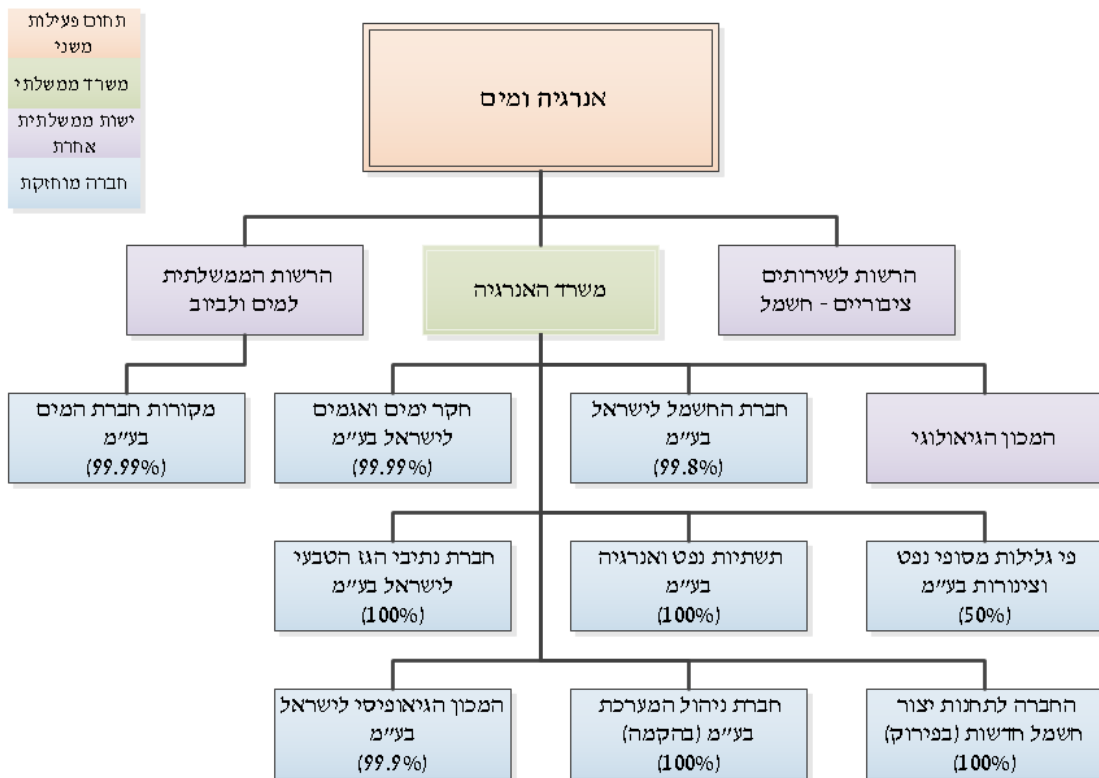 תחום פעילות
משני
משרד ממשלתי
ישות ממשלתית
אחרת
חברה מוחזקת
אנרגיה ומים
הרשות לשירותים
ציבוריים - חשמל
משרד האנרגיה
הרשות הממשלתית
למים ולביוב
המכון הגיאולוגי
חברת החשמל לישראל
בע״מ
(99.8%)
חקר ימים ואגמים
לישראל בע״מ
(99.99%)
מקורות חברת המים
בע״מ
(99.99%)
פי גלילות מסופי נפט
וצינורות בע״מ
(50%)
תשתיות נפט ואנרגיה
בע״מ
(100%)
חברת נתיבי הגז הטבעי
לישראל בע״מ
(100%)
החברה לתחנות יצור
חשמל חדשות (בפירוק)
(100%)
חברת ניהול המערכת
בע״מ (בהקמה)
(100%)
המכון הגיאופיסי לישראל
בע״מ
(99.9%)